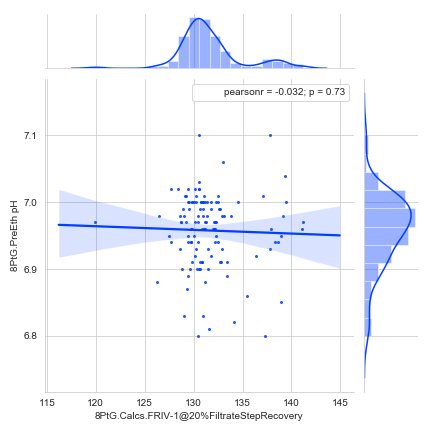 pearsonr = -0.032; p = 0.73
7.1
7.0
6.9
6.8
8PtG.PreEth pH
115 120 125 130 135 140 145
8PtG.Calcs.FRIV-1@20%FiltrateStepRecovery